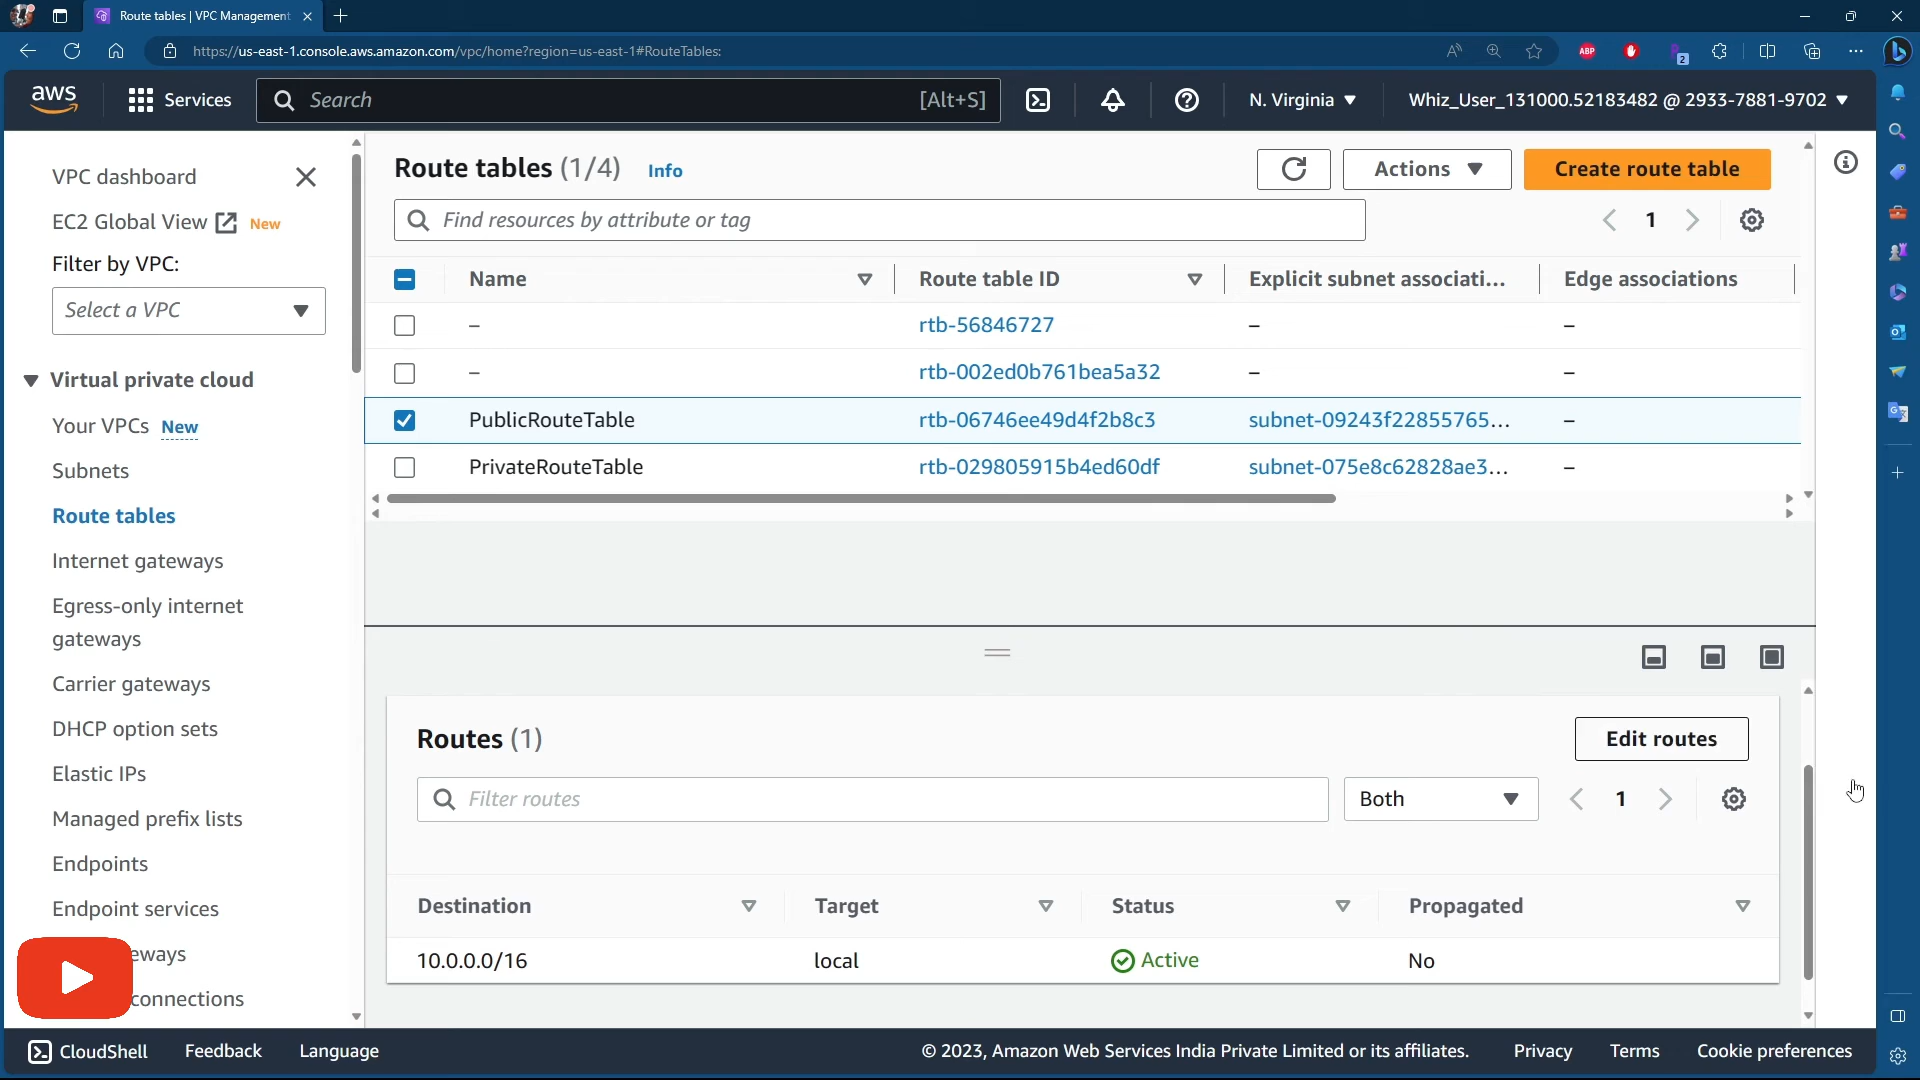 Route tables | VPC Management
https://us-east-1.console.aws.amazon.com/vpc/home?region=us-east-1#RouteTables:
ABP
2
aws
Services
Search
[Alt+S]
N. Virginia
Whiz_User_131000.52183482 @ 2933-7881-9702
VPC dashboard
EC2 Global View
New
Filter by VPC:
Select a VPC
Virtual private cloud
Your VPCs New
Subnets
Route tables
Internet gateways
Egress-only internet
gateways
Carrier gateways
DHCP option sets
Elastic IPs
Managed prefix lists
Endpoints
Endpoint services
eways
connections
Route tables (1/4) Info
Actions
Create route table
Find resources by attribute or tag
1
Name Route table ID Explicit subnet associati... Edge associations
– rtb-56846727 – –
– rtb-002ed0b761bea5a32 – –
PublicRouteTable rtb-06746ee49d4f2b8c3 subnet-09243f22855765... –
PrivateRouteTable rtb-029805915b4ed60df subnet-075e8c62828ae3... –
Routes (1)
Edit routes
Filter routes
Both
1
Destination Target Status Propagated
10.0.0.0/16 local Active No
CloudShell Feedback Language
© 2023, Amazon Web Services India Private Limited or its affiliates. Privacy Terms Cookie preferences